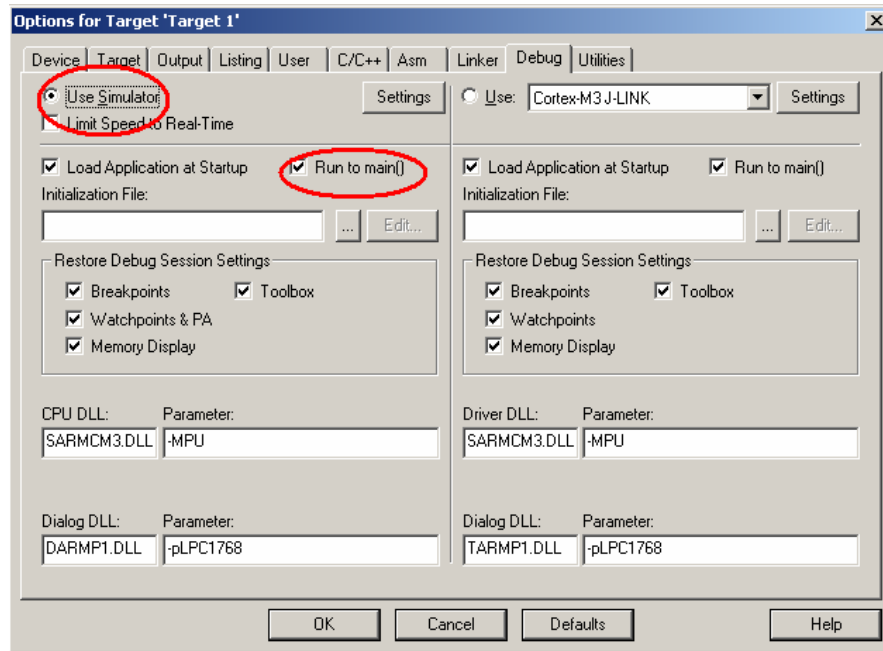 Options for Target 'Target 1'
Device Target Output Listing User C/C++ Asm Linker Debug Utilities
Use Simulator Settings Use: Cortex-M3 J-LINK Settings
Limit Speed to Real-Time
Load Application at Startup Run to main() Load Application at Startup Run to main()
Initialization File: Initialization File:
... Edit... ... Edit...
Restore Debug Session Settings Restore Debug Session Settings
Breakpoints Toolbox Breakpoints Toolbox
Watchpoints & PA Watchpoints
Memory Display Memory Display
CPU DLL: Parameter: Driver DLL: Parameter:
SARMCM3.DLL -MPU SARMCM3.DLL -MPU
Dialog DLL: Parameter: Dialog DLL: Parameter:
DARMP1.DLL -pLPC1768 TARMP1.DLL -pLPC1768
OK Cancel Defaults Help